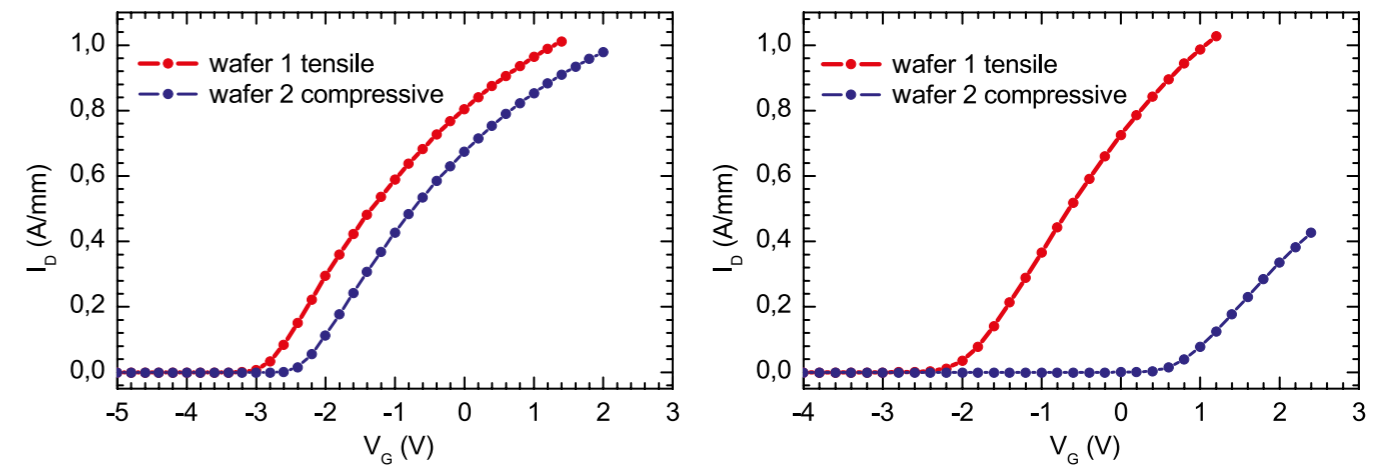 1,0
0,8
0,6
0,4
0,2
0,0
I_D (A/mm)
wafer 1 tensile
wafer 2 compressive
-5 -4 -3 -2 -1 0 1 2 3
V_G (V)
1,0
0,8
0,6
0,4
0,2
0,0
I_D (A/mm)
wafer 1 tensile
wafer 2 compressive
-4 -3 -2 -1 0 1 2 3
V_G (V)